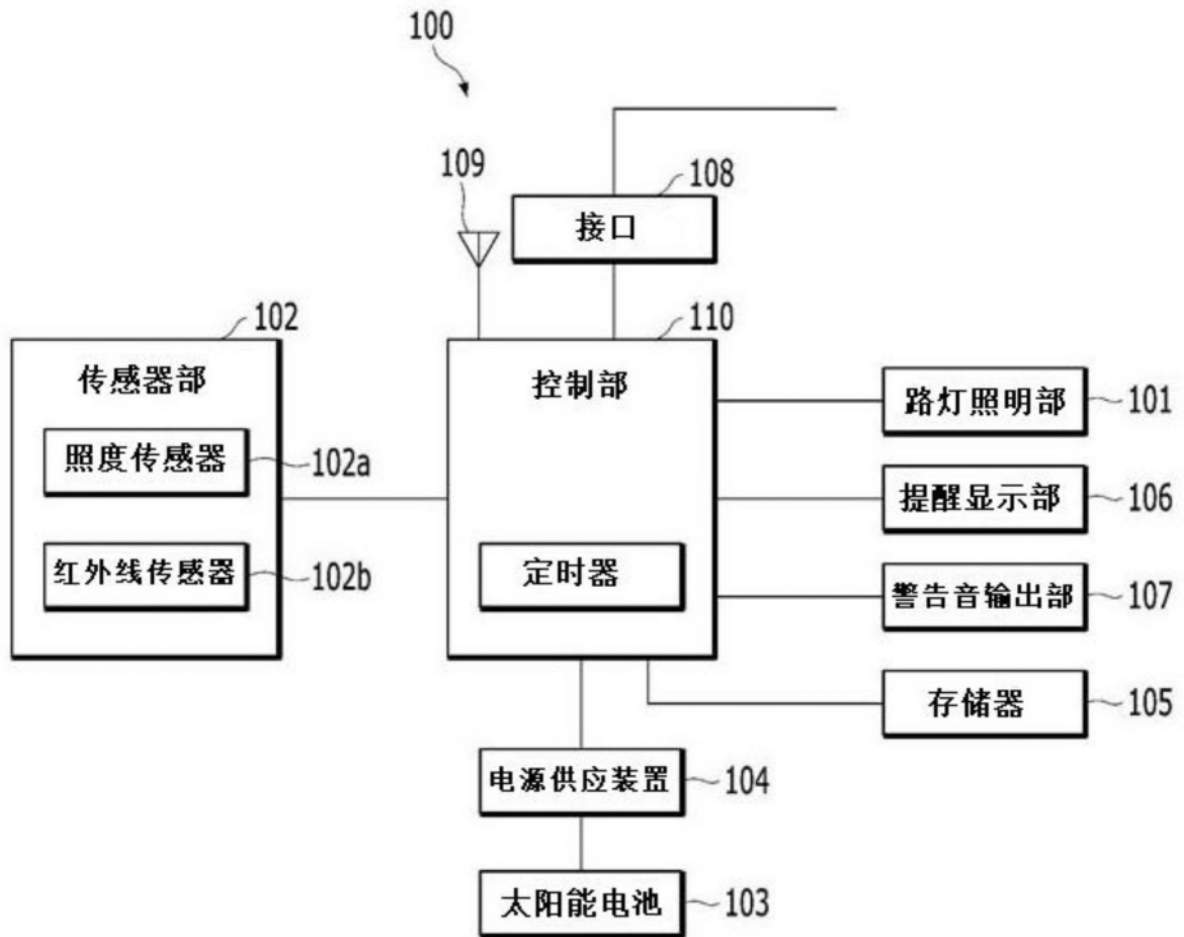 100
109
108
接口
102
110
传感器部
控制部
路灯照明部
101
照度传感器
102a
提醒显示部
106
红外线传感器
102b
定时器
警告音输出部
107
存储器
105
电源供应装置
104
太阳能电池
103